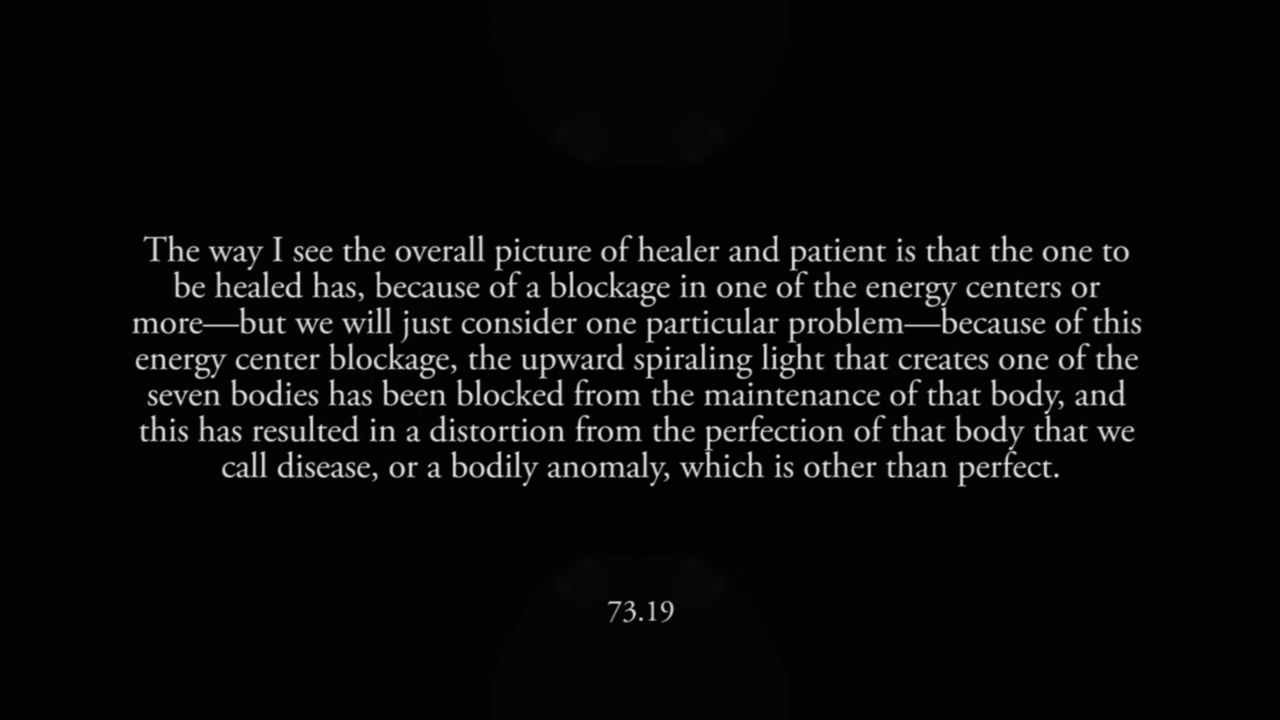 The way I see the overall picture of healer and patient is that the one to
be healed has, because of a blockage in one of the energy centers or
more—but we will just consider one particular problem—because of this
energy center blockage, the upward spiraling light that creates one of the
seven bodies has been blocked from the maintenance of that body, and
this has resulted in a distortion from the perfection of that body that we
call disease, or a bodily anomaly, which is other than perfect.
73.19